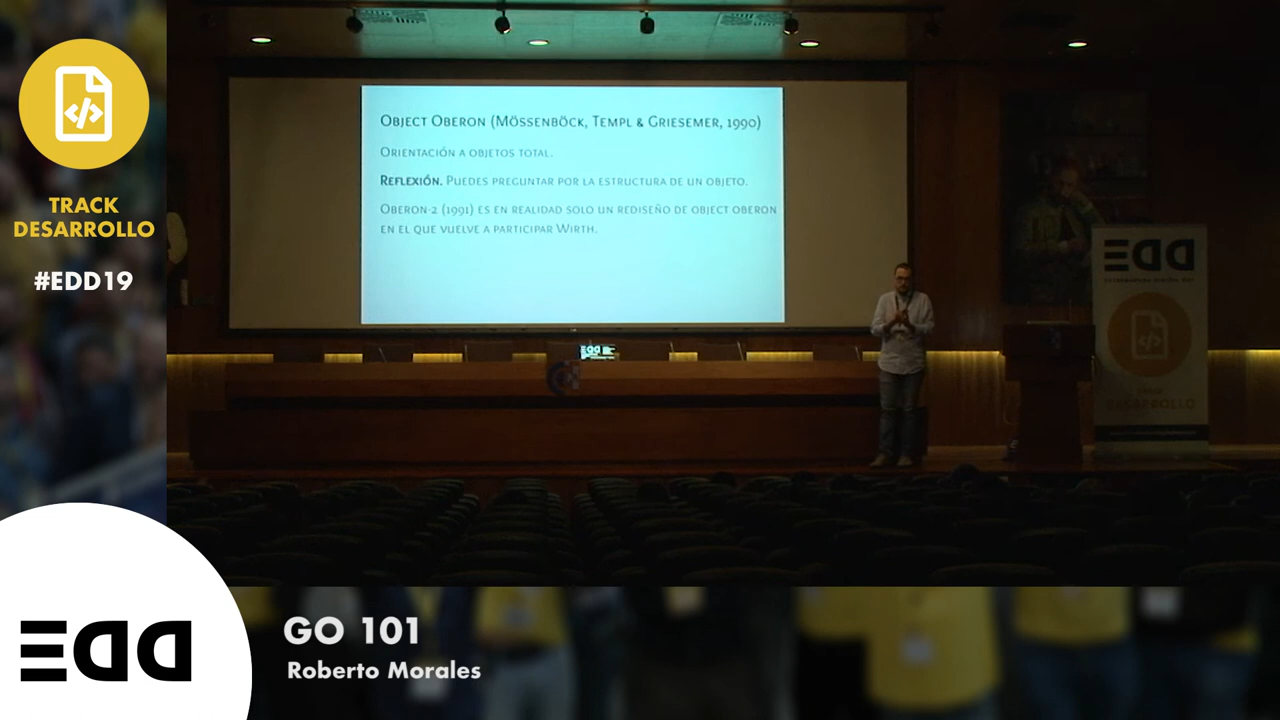 TRACK
DESARROLLO
#EDD19
OBJECT OBERON (MÖSSENBÖCK, TEMPL & GRIESEMER, 1990)
ORIENTACIÓN A OBJETOS TOTAL.
REFLEXIÓN. PUEDES PREGUNTAR POR LA ESTRUCTURA DE UN OBJETO.
OBERON-2 (1991) ES EN REALIDAD SOLO UN REDISEÑO DE OBJECT OBERON
EN EL QUE VUELVE A PARTICIPAR WIRTH.
EDD
DESARROLLO
EDD
GO 101
Roberto Morales